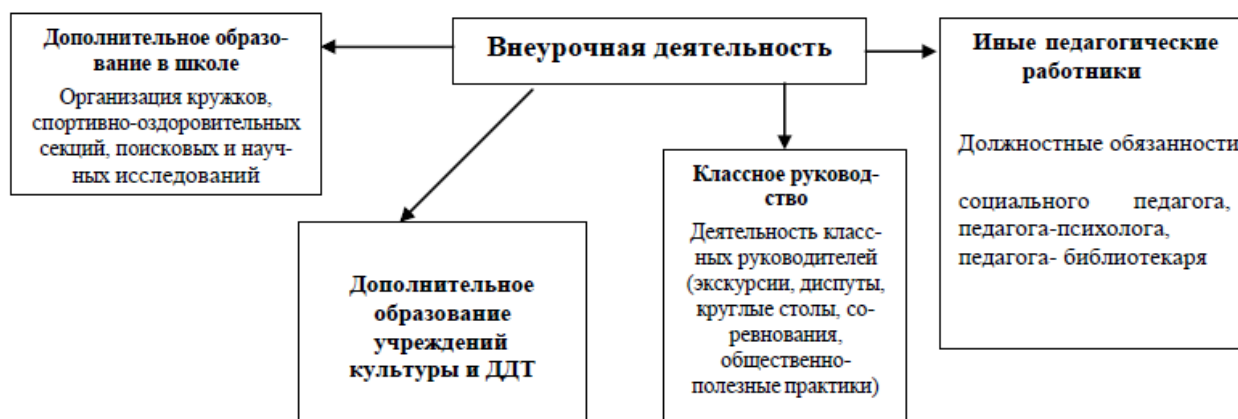 Внеурочная деятельность
Дополнительное образо-
вание в школе
Организация кружков,
спортивно-оздоровительных
секций, поисковых и науч-
ных исследований
Дополнительное
образование
учреждений
культуры и ДДТ
Классное руковод-
ство
Деятельность класс-
ных руководителей
(экскурсии, диспуты,
круглые столы, со-
ревнования,
общественно-
полезные практики)
Иные педагогические
работники
Должностные обязанности
социального педагога,
педагога-психолога,
педагога- библиотекаря